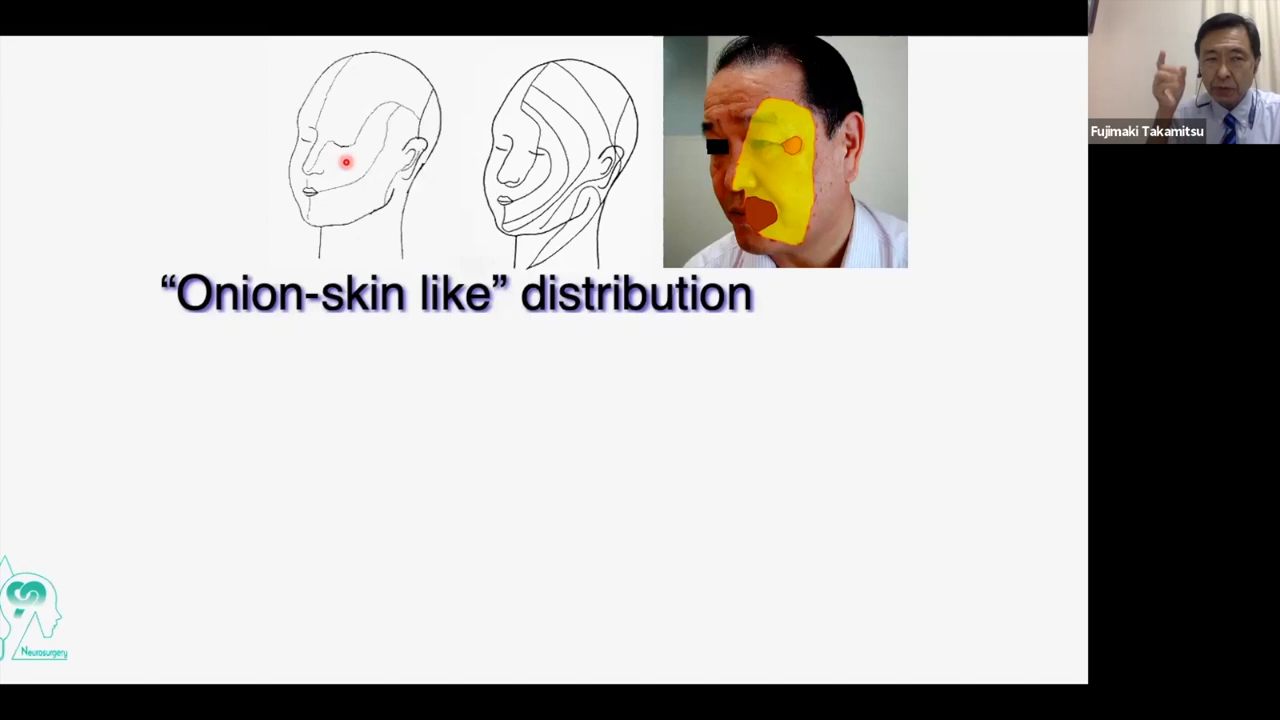 Fujimaki Takamitsu
“Onion-skin like” distribution
Neurosurgery